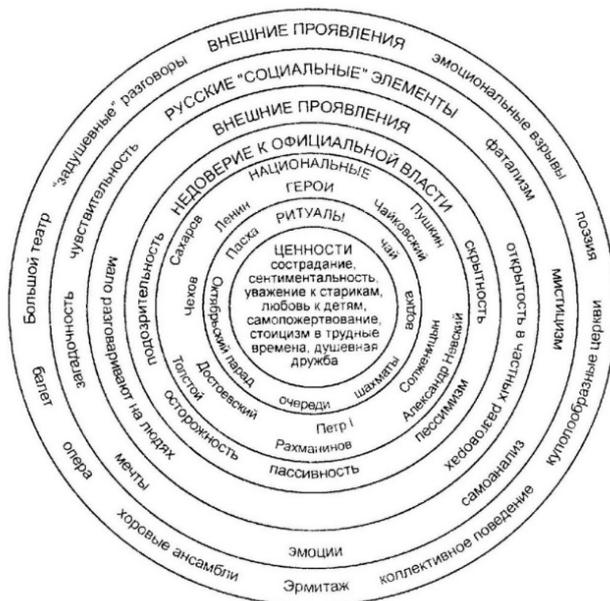 ВНЕШНИЕ ПРОЯВЛЕНИЯ
эмоциональные взрывы
поэзия
куполообразные церкви
коллективное поведение
Эрмитаж
хоровые ансамбли
опера
балет
Большой театр
"задушевные" разговоры
РУССКИЕ "СОЦИАЛЬНЫЕ" ЭЛЕМЕНТЫ
фатализм
мистицизм
самоанализ
эмоции
мечты
загадочность
чувствительность
ВНЕШНИЕ ПРОЯВЛЕНИЯ
открытость в частных разговорах
мало разговаривают на людях
НЕДОВЕРИЕ К ОФИЦИАЛЬНОЙ ВЛАСТИ
скрытность
пессимизм
пассивность
осторожность
подозрительность
НАЦИОНАЛЬНЫЕ
ГЕРОИ
Пушкин
Чайковский
Солженицын
Александр Невский
Петр I
Рахманинов
Достоевский
Толстой
Чехов
Сахаров
Ленин
РИТУАЛЫ
чай
водка
шахматы
очереди
Октябрьский парад
Пасха
ЦЕННОСТИ
сострадание,
сентиментальность,
уважение к старикам,
любовь к детям,
самопожертвование,
стоицизм в трудные
времена, душевная
дружба